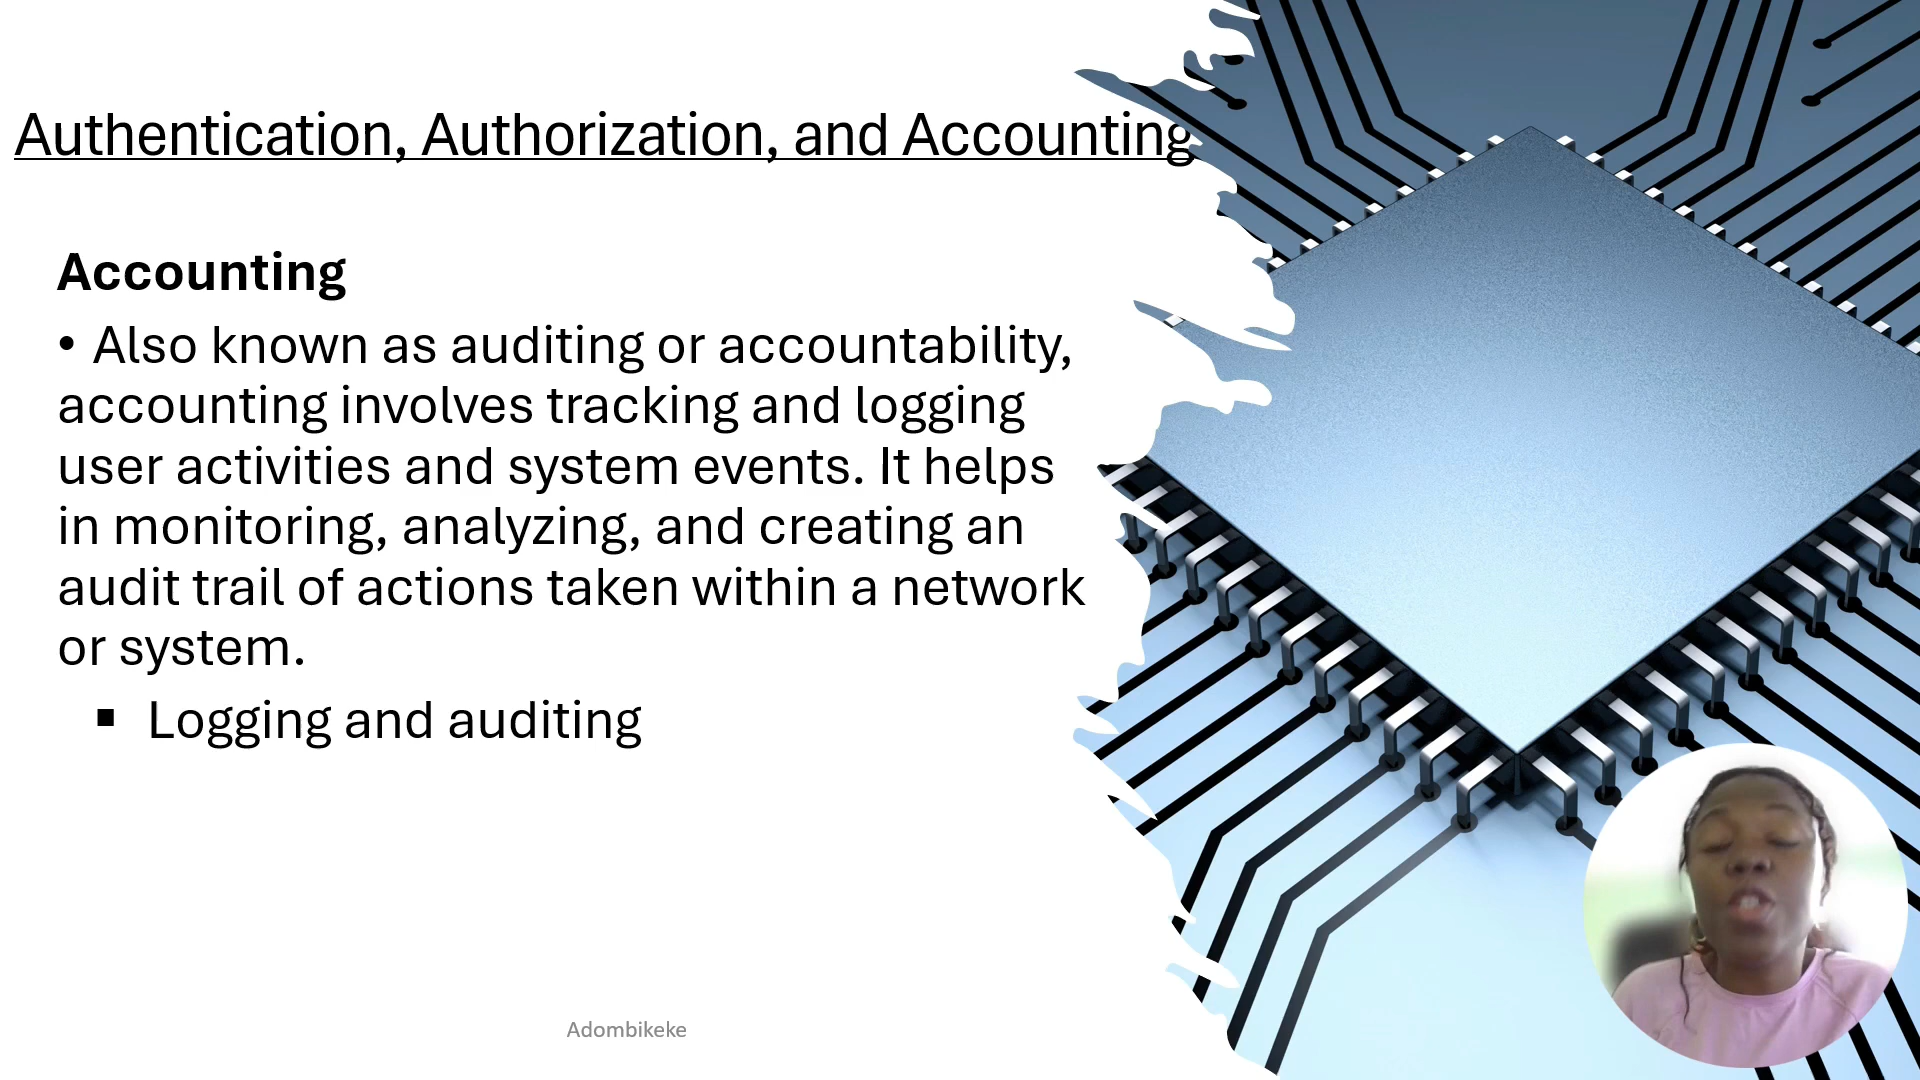 Authentication, Authorization, and Accounting
Accounting
• Also known as auditing or accountability,
accounting involves tracking and logging
user activities and system events. It helps
in monitoring, analyzing, and creating an
audit trail of actions taken within a network
or system.
▪ Logging and auditing
Adombikeke